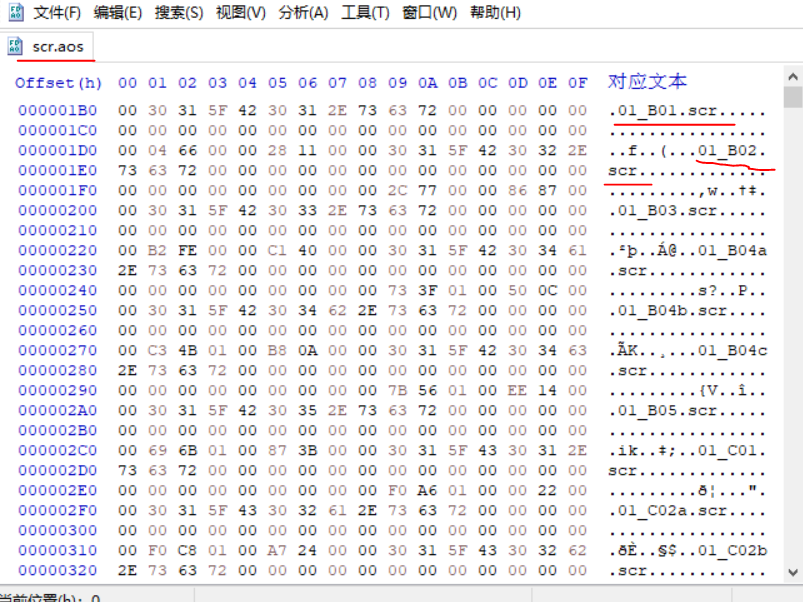 文件(F) 编辑(E) 搜索(S) 视图(V) 分析(A) 工具(T) 窗口(W) 帮助(H)
scr.aos
Offset(h) 00 01 02 03 04 05 06 07 08 09 0A 0B 0C 0D 0E 0F 对应文本
000001B0 00 30 31 5F 42 30 31 2E 73 63 72 00 00 00 00 00 .01_B01.scr.....
000001C0 00 00 00 00 00 00 00 00 00 00 00 00 00 00 00 00 ................
000001D0 00 04 66 00 00 28 11 00 00 30 31 5F 42 30 32 2E ..f..(...01_B02.
000001E0 73 63 72 00 00 00 00 00 00 00 00 00 00 00 00 00 scr.............
000001F0 00 00 00 00 00 00 00 00 00 2C 77 00 00 86 87 00 .........,w..†‡.
00000200 00 30 31 5F 42 30 33 2E 73 63 72 00 00 00 00 00 .01_B03.scr.....
00000210 00 00 00 00 00 00 00 00 00 00 00 00 00 00 00 00 ................
00000220 00 B2 FE 00 00 C1 40 00 00 30 31 5F 42 30 34 61 .²þ..Á@..01_B04a
00000230 2E 73 63 72 00 00 00 00 00 00 00 00 00 00 00 00 .scr............
00000240 00 00 00 00 00 00 00 00 00 73 3F 01 00 50 0C 00 .........s?..P..
00000250 00 30 31 5F 42 30 34 62 2E 73 63 72 00 00 00 00 .01_B04b.scr....
00000260 00 00 00 00 00 00 00 00 00 00 00 00 00 00 00 00 ................
00000270 00 C3 4B 01 00 B8 0A 00 00 30 31 5F 42 30 34 63 .ÃK..¸...01_B04c
00000280 2E 73 63 72 00 00 00 00 00 00 00 00 00 00 00 00 .scr............
00000290 00 00 00 00 00 00 00 00 00 7B 56 01 00 EE 14 00 .........{V..î..
000002A0 00 30 31 5F 42 30 35 2E 73 63 72 00 00 00 00 00 .01_B05.scr.....
000002B0 00 00 00 00 00 00 00 00 00 00 00 00 00 00 00 00 ................
000002C0 00 69 6B 01 00 87 3B 00 00 30 31 5F 43 30 31 2E .ik..‡;..01_C01.
000002D0 73 63 72 00 00 00 00 00 00 00 00 00 00 00 00 00 scr.............
000002E0 00 00 00 00 00 00 00 00 00 F0 A6 01 00 00 22 00 .........ð¦...".
000002F0 00 30 31 5F 43 30 32 61 2E 73 63 72 00 00 00 00 .01_C02a.scr....
00000300 00 00 00 00 00 00 00 00 00 00 00 00 00 00 00 00 ................
00000310 00 F0 C8 01 00 A7 24 00 00 30 31 5F 43 30 32 62 .ðÈ..§$..01_C02b
00000320 2E 73 63 72 00 00 00 00 00 00 00 00 00 00 00 00 .scr............
当前位置(h): 0